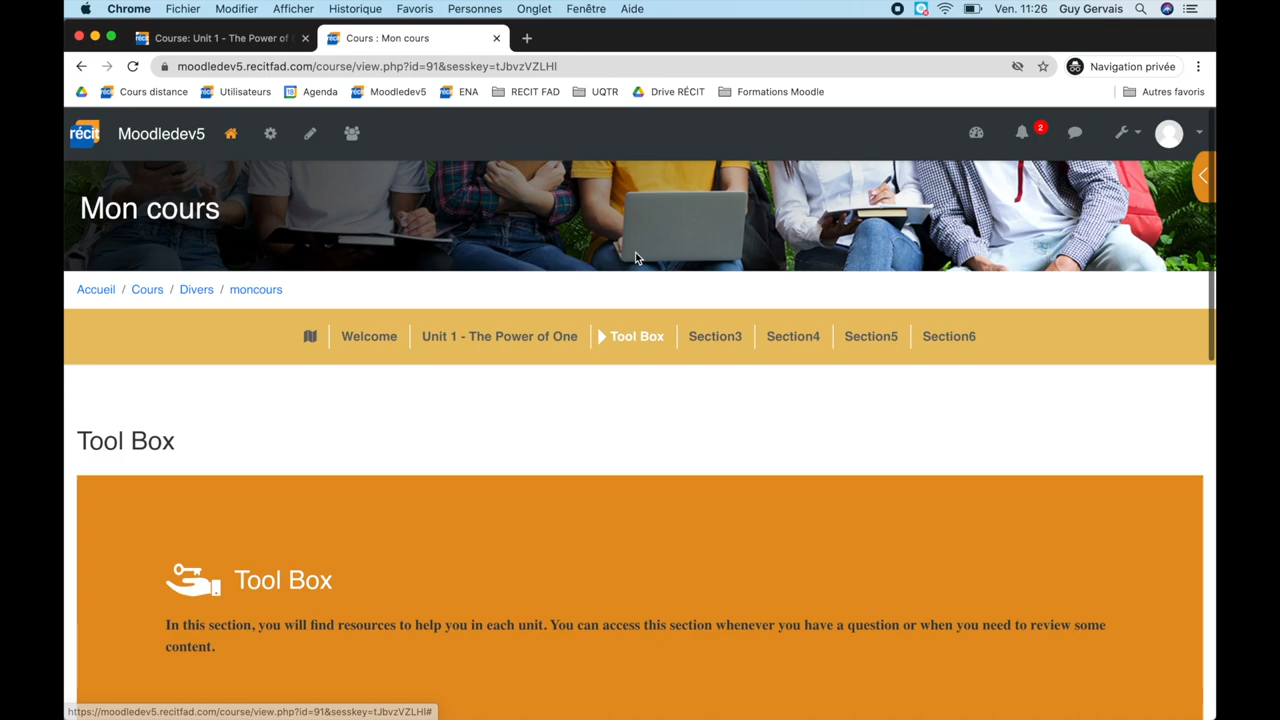 Chrome Fichier Modifier Afficher Historique Favoris Personnes Onglet Fenêtre Aide Ven. 11:26 Guy Gervais
Course: Unit 1 - The Power of Cours : Mon cours
moodledev5.recitfad.com/course/view.php?id=91&sesskey=tJbvzVZLHI Navigation privée
Cours distance Utilisateurs Agenda Moodledev5 ENA RECIT FAD UQTR Drive RÉCIT Formations Moodle Autres favoris
récit Moodledev5 2
Mon cours
Accueil / Cours / Divers / moncours
Welcome Unit 1 - The Power of One Tool Box Section3 Section4 Section5 Section6
Tool Box
Tool Box
In this section, you will find resources to help you in each unit. You can access this section whenever you have a question or when you need to review some
content.
https://moodledev5.recitfad.com/course/view.php?id=91&sesskey=tJbvzVZLHI#